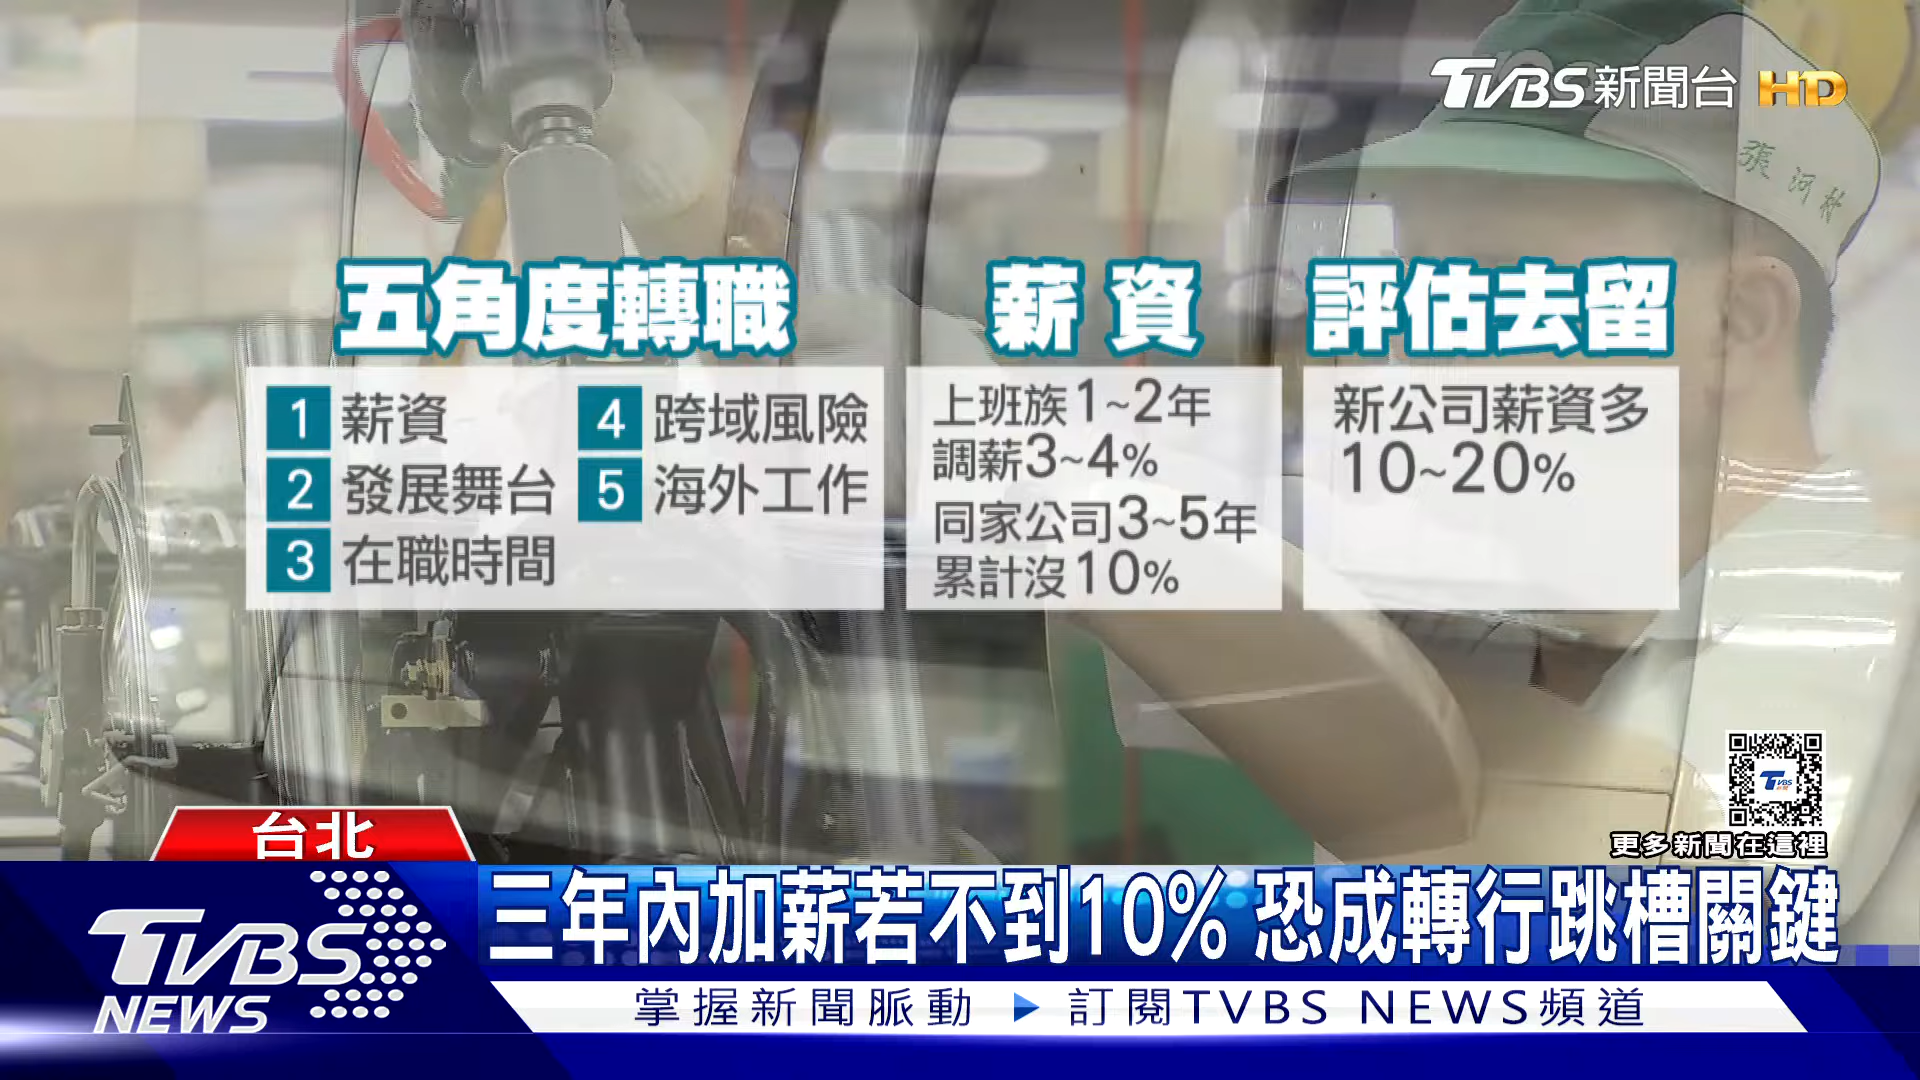 TVBS新聞台 HD
張河村
五角度轉職
1 薪資
2 發展舞台
3 在職時間
4 跨域風險
5 海外工作
薪資
上班族1~2年
調薪3~4%
同家公司3~5年
累計沒10%
評估去留
新公司薪資多
10~20%
TVBS
更多新聞在這裡
台北
三年內加薪若不到10% 恐成轉行跳槽關鍵
TVBS
NEWS
掌握新聞脈動 ▶ 訂閱TVBS NEWS頻道